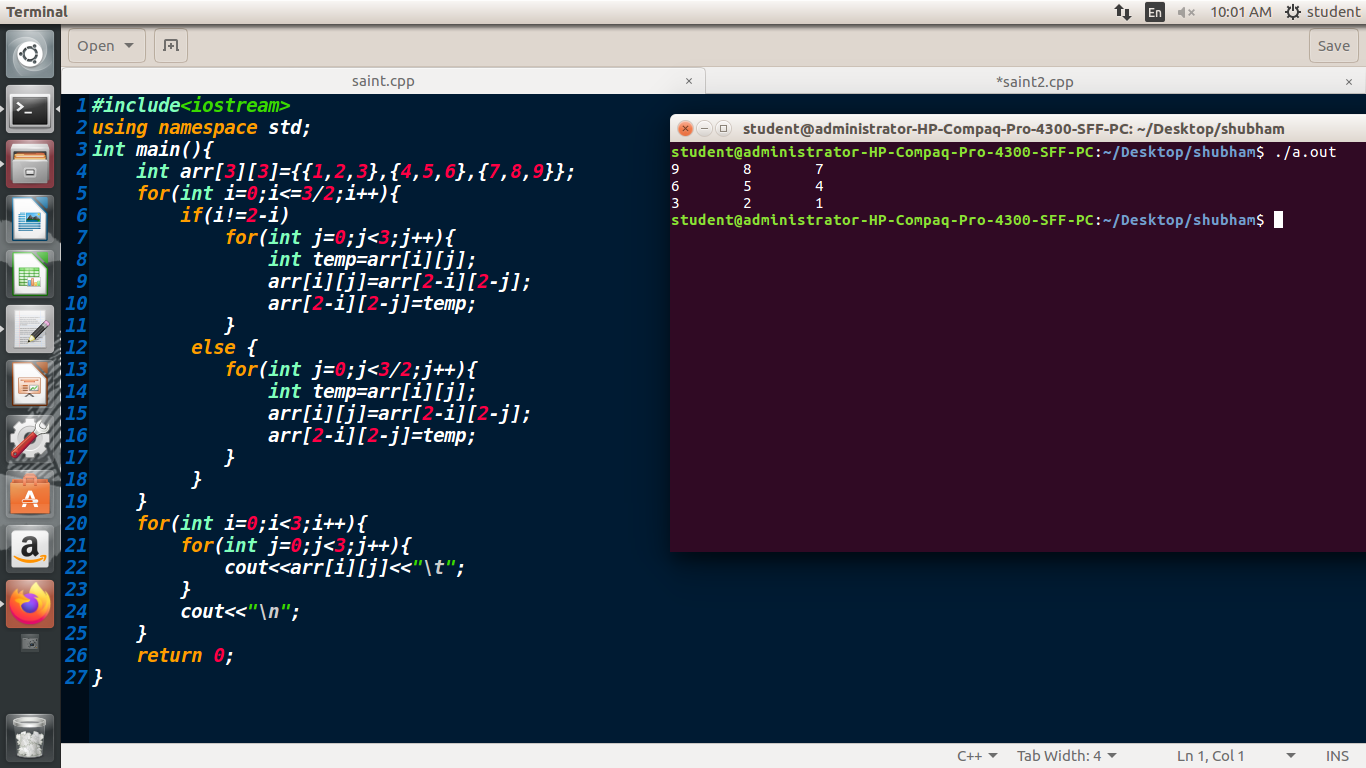 Terminal
En
10:01 AM
student
Open
Save
saint.cpp ×
*saint2.cpp ×
1 #include<iostream>
2 using namespace std;
3 int main(){
4 int arr[3][3]={{1,2,3},{4,5,6},{7,8,9}};
5 for(int i=0;i<=3/2;i++){
6 if(i!=2-i)
7 for(int j=0;j<3;j++){
8 int temp=arr[i][j];
9 arr[i][j]=arr[2-i][2-j];
10 arr[2-i][2-j]=temp;
11 }
12 else {
13 for(int j=0;j<3/2;j++){
14 int temp=arr[i][j];
15 arr[i][j]=arr[2-i][2-j];
16 arr[2-i][2-j]=temp;
17 }
18 }
19 }
20 for(int i=0;i<3;i++){
21 for(int j=0;j<3;j++){
22 cout<<arr[i][j]<<"\t";
23 }
24 cout<<"\n";
25 }
26 return 0;
27 }
student@administrator-HP-Compaq-Pro-4300-SFF-PC: ~/Desktop/shubham
student@administrator-HP-Compaq-Pro-4300-SFF-PC:~/Desktop/shubham$ ./a.out
9 8 7
6 5 4
3 2 1
student@administrator-HP-Compaq-Pro-4300-SFF-PC:~/Desktop/shubham$
C++ Tab Width: 4 Ln 1, Col 1 INS